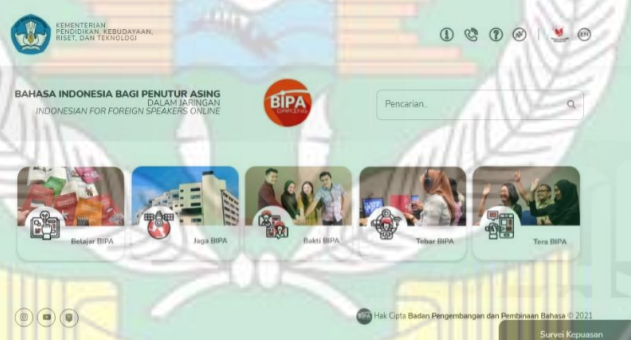 KEMENTERIAN
PENDIDIKAN, KEBUDAYAAN,
RISET, DAN TEKNOLOGI
BAHASA INDONESIA BAGI PENUTUR ASING
DALAM JARINGAN
INDONESIAN FOR FOREIGN SPEAKERS ONLINE
BIPA
DARING
Pencarian..
Belajar BIPA
Jaga BIPA
Bakti BIPA
Tebar BIPA
Tera BIPA
BIPA Hak Cipta Badan Pengembangan dan Pembinaan Bahasa © 2021
Survei Kepuasan